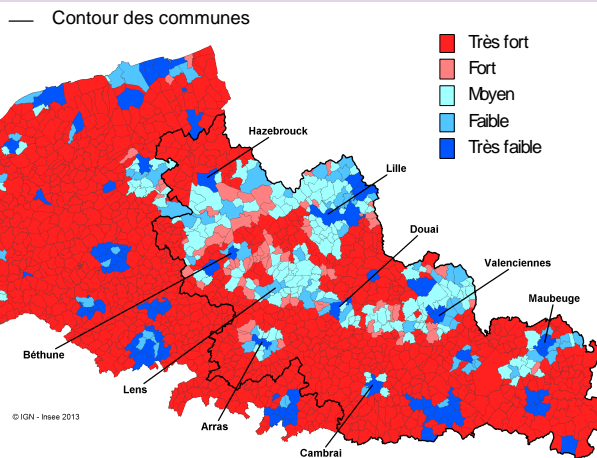 Contour des communes
Très fort
Fort
Moyen
Faible
Très faible
Hazebrouck
Lille
Douai
Valenciennes
Maubeuge
Béthune
Lens
Arras
Cambrai
© IGN - Insee 2013